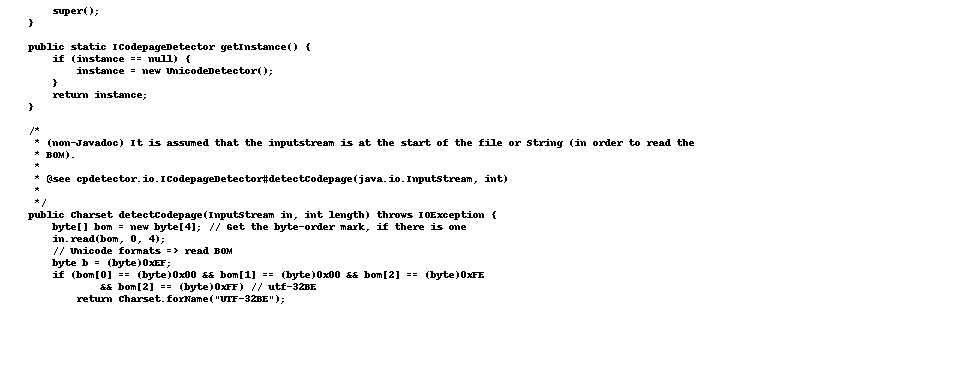 super();
}
public static ICodepageDetector getInstance() {
if (instance == null) {
instance = new UnicodeDetector();
}
return instance;
}
/*
* (non-Javadoc) It is assumed that the inputstream is at the start of the file or String (in order to read the
* BOM).
*
* @see cpdetector.io.ICodepageDetector#detectCodepage(java.io.InputStream, int)
*
*/
public Charset detectCodepage(InputStream in, int length) throws IOException {
byte[] bom = new byte[4]; // Get the byte-order mark, if there is one
in.read(bom, 0, 4);
// Unicode formats => read BOM
byte b = (byte)0xEF;
if (bom[0] == (byte)0x00 && bom[1] == (byte)0x00 && bom[2] == (byte)0xFE
&& bom[2] == (byte)0xFF) // utf-32BE
return Charset.forName("UTF-32BE");